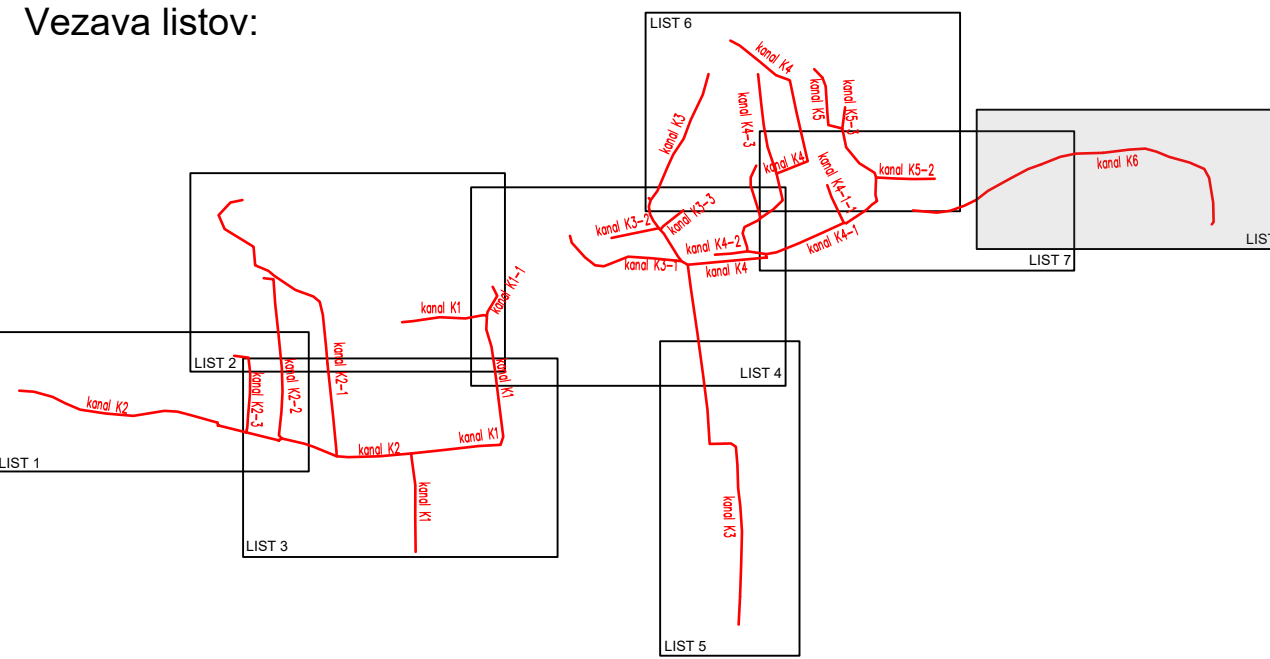 Vezava listov:
LIST 6
kanal K4
kanal K3
kanal K4-3
kanal K5
kanal K5-3
kanal K4
kanal K4-1-1
kanal K5-2
kanal K6
kanal K3-2
kanal K3-3
kanal K4-2
kanal K4-1
kanal K3-1
kanal K4
LIST 7
LIST
kanal K1-1
kanal K1
LIST 2
kanal K2-1
kanal K1
LIST 4
kanal K2
kanal K2-3
kanal K2-2
kanal K2
kanal K1
LIST 1
kanal K1
kanal K3
LIST 3
LIST 5